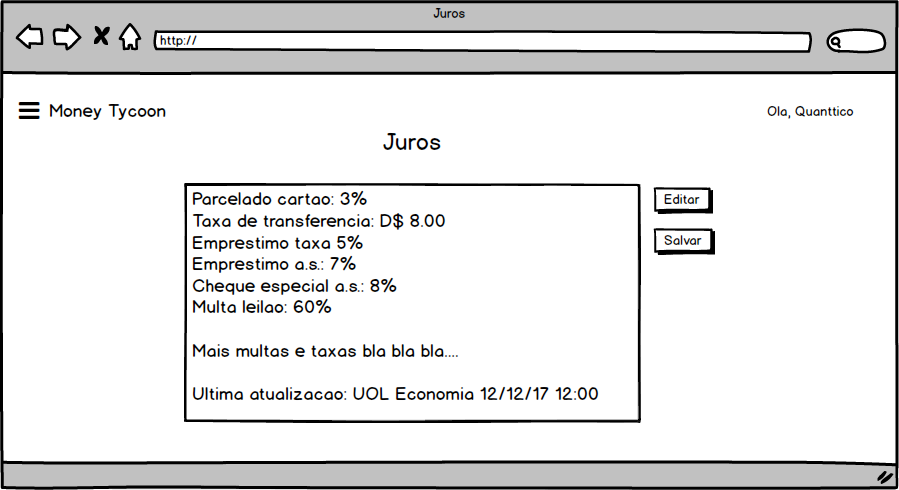 Juros
http://
Money Tycoon
Ola, Quanttico
Juros
Parcelado cartao: 3%
Taxa de transferencia: D$ 8.00
Emprestimo taxa 5%
Emprestimo a.s.: 7%
Cheque especial a.s.: 8%
Multa leilao: 60%
Mais multas e taxas bla bla bla....
Ultima atualizacao: UOL Economia 12/12/17 12:00
Editar
Salvar